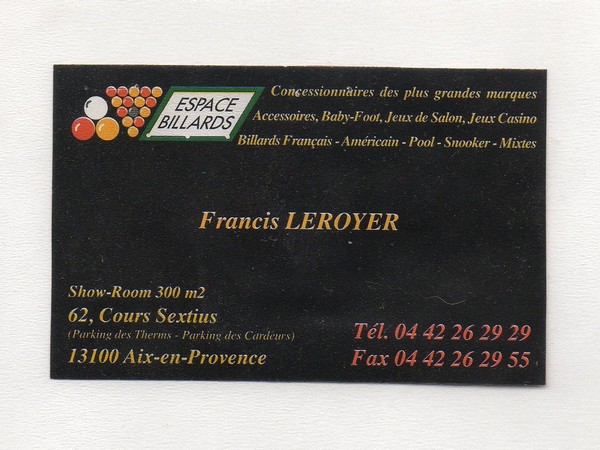 ESPACE
BILLARDS
Concessionnaires des plus grandes marques
Accessoires, Baby-Foot, Jeux de Salon, Jeux Casino
Billards Français - Américain - Pool - Snooker - Mixtes
Francis LEROYER
Show-Room 300 m2
62, Cours Sextius
(Parking des Therms - Parking des Cardeurs)
13100 Aix-en-Provence
Tél. 04 42 26 29 29
Fax 04 42 26 29 55